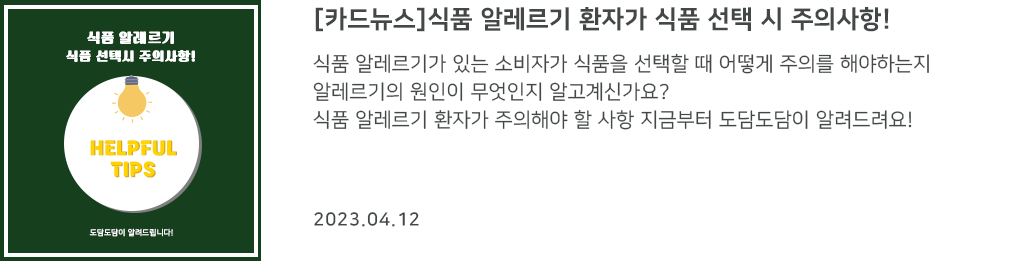 식품 알레르기
식품 선택시 주의사항!
HELPFUL
TIPS
도담도담이 알려드립니다!
[카드뉴스]식품 알레르기 환자가 식품 선택 시 주의사항!
식품 알레르기가 있는 소비자가 식품을 선택할 때 어떻게 주의를 해야하는지
알레르기의 원인이 무엇인지 알고계신가요?
식품 알레르기 환자가 주의해야 할 사항 지금부터 도담도담이 알려드려요!
2023.04.12